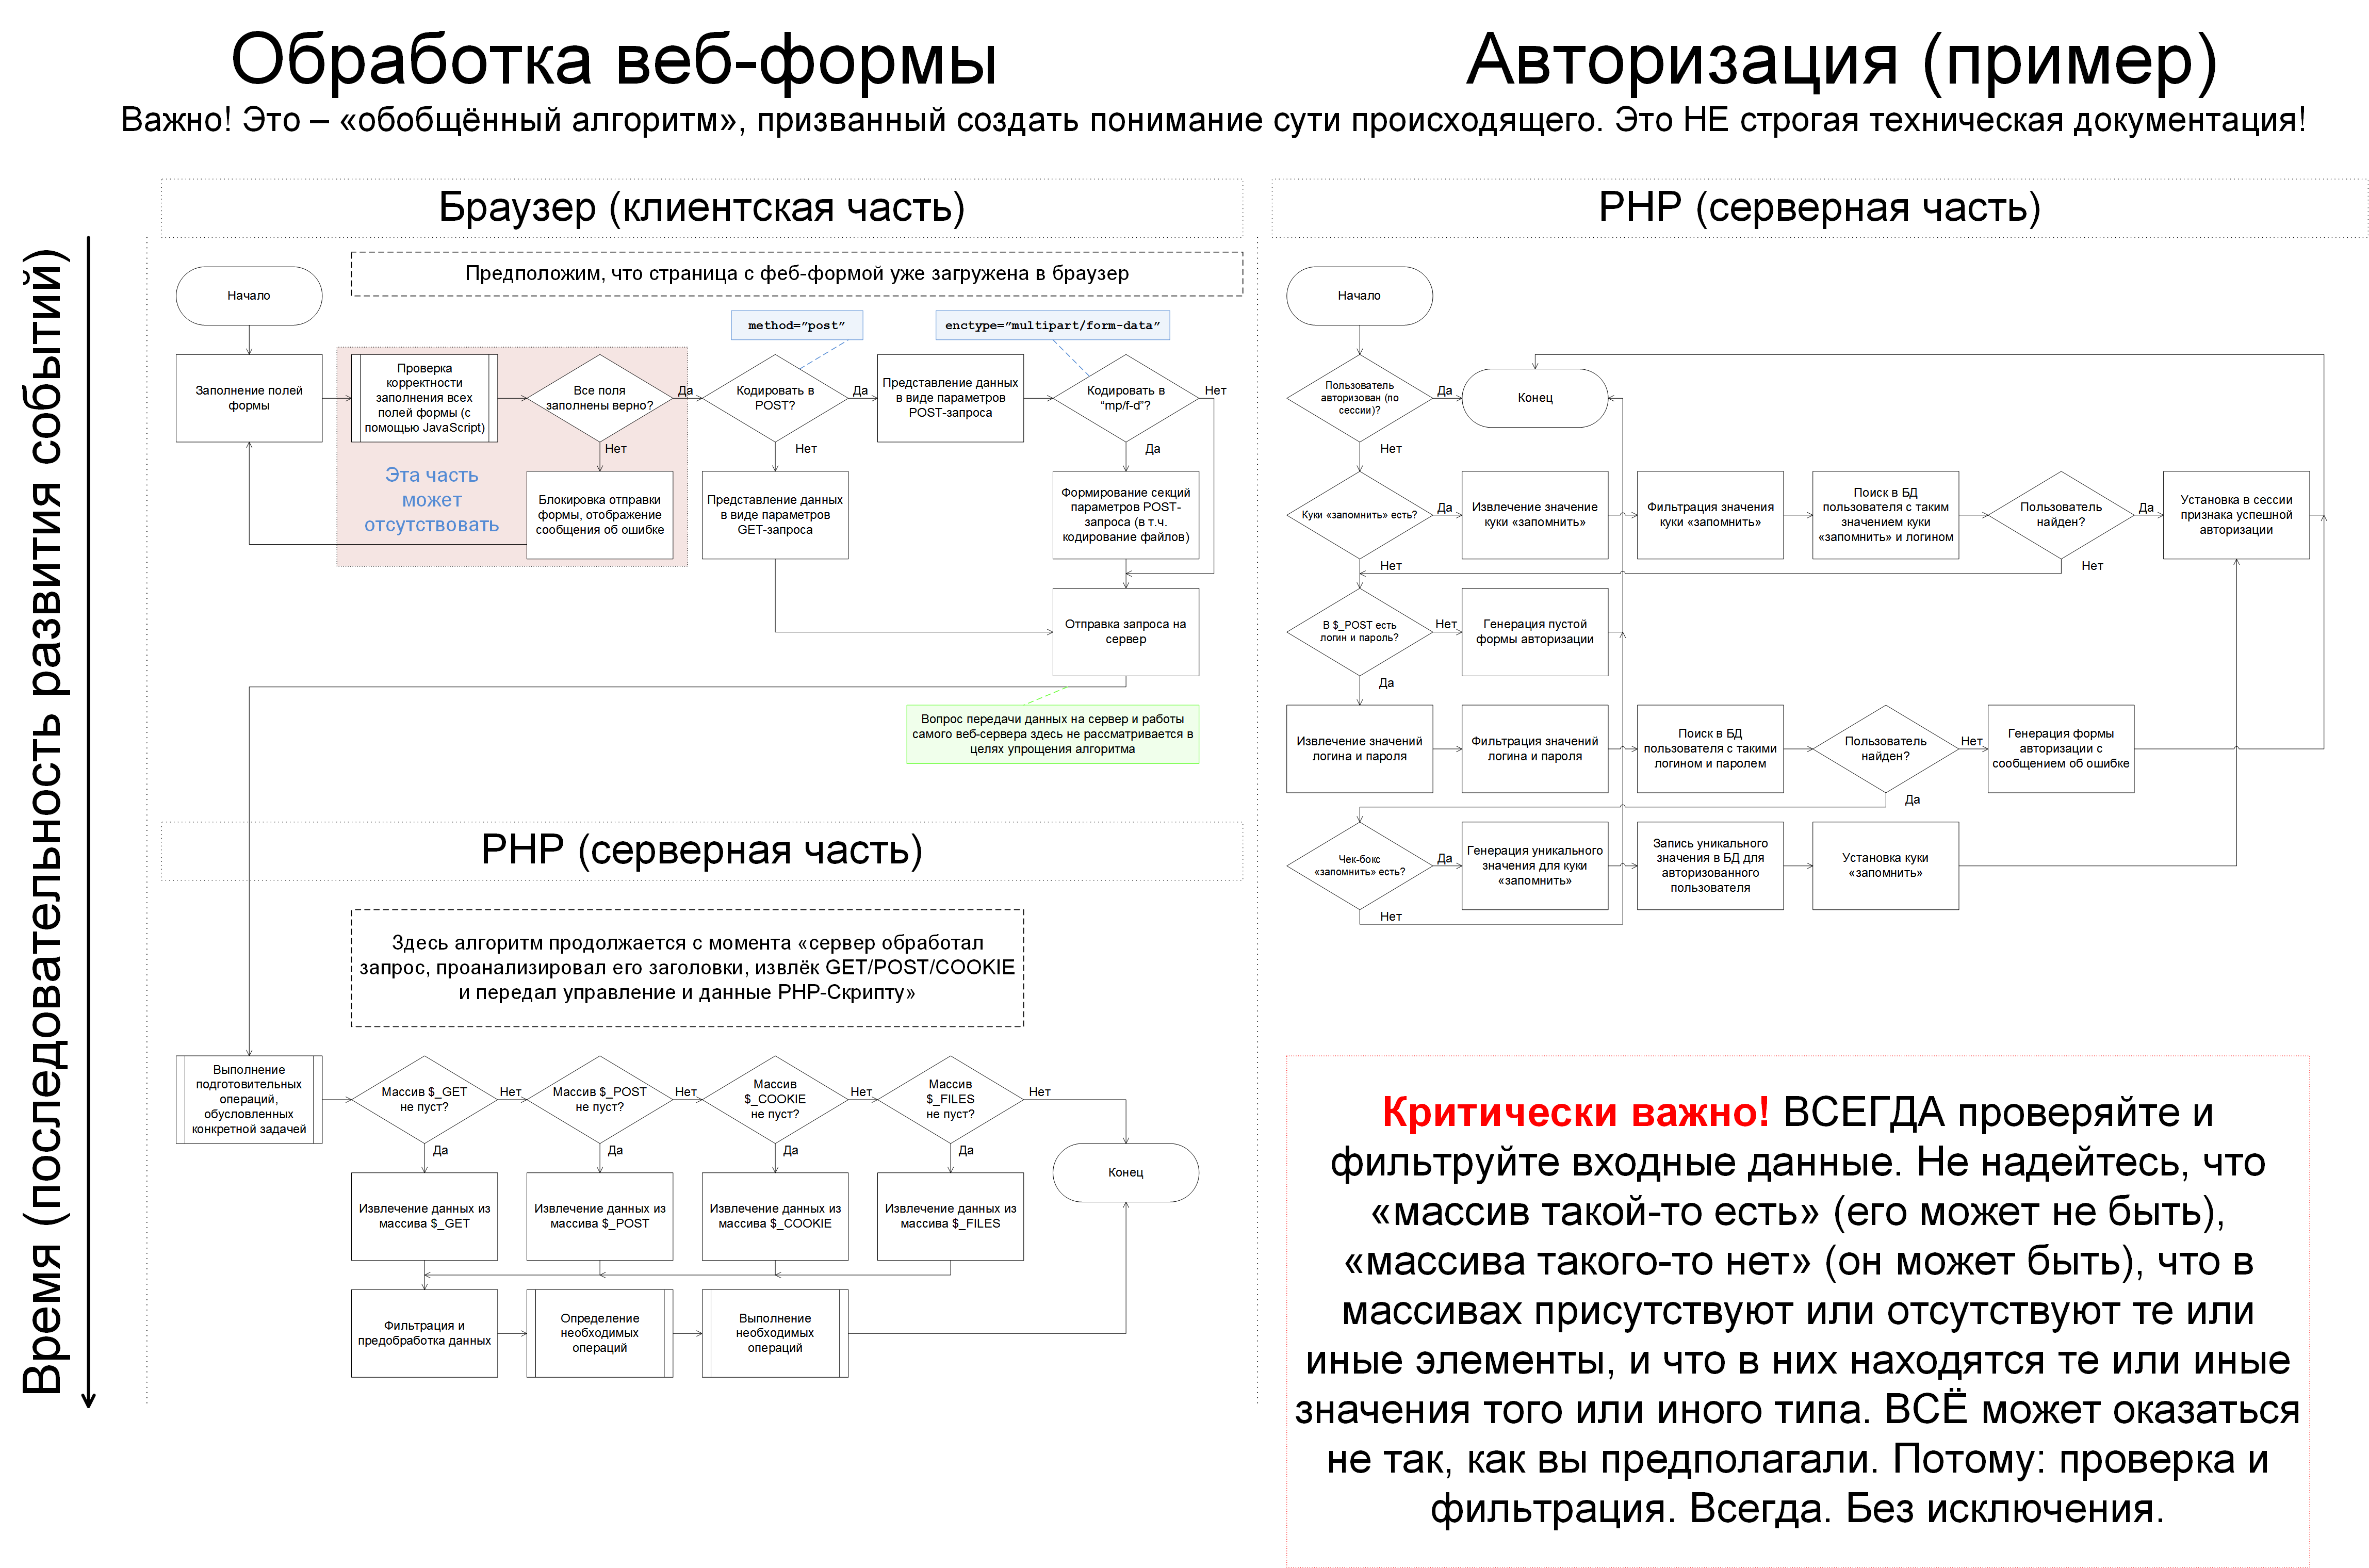 Обработка веб-формы
Авторизация (пример)
Важно! Это – «обобщённый алгоритм», призванный создать понимание сути происходящего. Это НЕ строгая техническая документация!
Время (последовательность развития событий)
Браузер (клиентская часть)
Предположим, что страница с феб-формой уже загружена в браузер
Начало
method=”post”
enctype=”multipart/form-data”
Заполнение полей
формы
Проверка
корректности
заполнения всех
полей формы (с
помощью JavaScript)
Все поля
заполнены верно?
Да
Нет
Кодировать в
POST?
Да
Нет
Представление данных
в виде параметров
POST-запроса
Кодировать в
“mp/f-d”?
Нет
Да
Эта часть
может
отсутствовать
Блокировка отправки
формы, отображение
сообщения об ошибке
Представление данных
в виде параметров
GET-запроса
Формирование секций
параметров POST-
запроса (в т.ч.
кодирование файлов)
Отправка запроса на
сервер
Вопрос передачи данных на сервер и работы
самого веб-сервера здесь не рассматривается в
целях упрощения алгоритма
PHP (серверная часть)
Здесь алгоритм продолжается с момента «сервер обработал
запрос, проанализировал его заголовки, извлёк GET/POST/COOKIE
и передал управление и данные PHP-Скрипту»
Выполнение
подготовительных
операций,
обусловленных
конкретной задачей
Массив $_GET
не пуст?
Нет
Да
Массив $_POST
не пуст?
Нет
Да
Массив
$_COOKIE
не пуст?
Нет
Да
Массив
$_FILES
не пуст?
Нет
Да
Конец
Извлечение данных из
массива $_GET
Извлечение данных из
массива $_POST
Извлечение данных из
массива $_COOKIE
Извлечение данных из
массива $_FILES
Фильтрация и
предобработка данных
Определение
необходимых
операций
Выполнение
необходимых
операций
PHP (серверная часть)
Начало
Пользователь
авторизован (по
сессии)?
Да
Нет
Конец
Куки «запомнить» есть?
Да
Нет
Извлечение значение
куки «запомнить»
Фильтрация значения
куки «запомнить»
Поиск в БД
пользователя с таким
значением куки
«запомнить» и логином
Пользователь
найден?
Да
Нет
Установка в сессии
признака успешной
авторизации
В $_POST есть
логин и пароль?
Нет
Да
Генерация пустой
формы авторизации
Извлечение значений
логина и пароля
Фильтрация значений
логина и пароля
Поиск в БД
пользователя с такими
логином и паролем
Пользователь
найден?
Нет
Да
Генерация формы
авторизации с
сообщением об ошибке
Чек-бокс
«запомнить» есть?
Да
Нет
Генерация уникального
значения для куки
«запомнить»
Запись уникального
значения в БД для
авторизованного
пользователя
Установка куки
«запомнить»
Критически важно! ВСЕГДА проверяйте и
фильтруйте входные данные. Не надейтесь, что
«массив такой-то есть» (его может не быть),
«массива такого-то нет» (он может быть), что в
массивах присутствуют или отсутствуют те или
иные элементы, и что в них находятся те или иные
значения того или иного типа. ВСЁ может оказаться
не так, как вы предполагали. Потому: проверка и
фильтрация. Всегда. Без исключения.